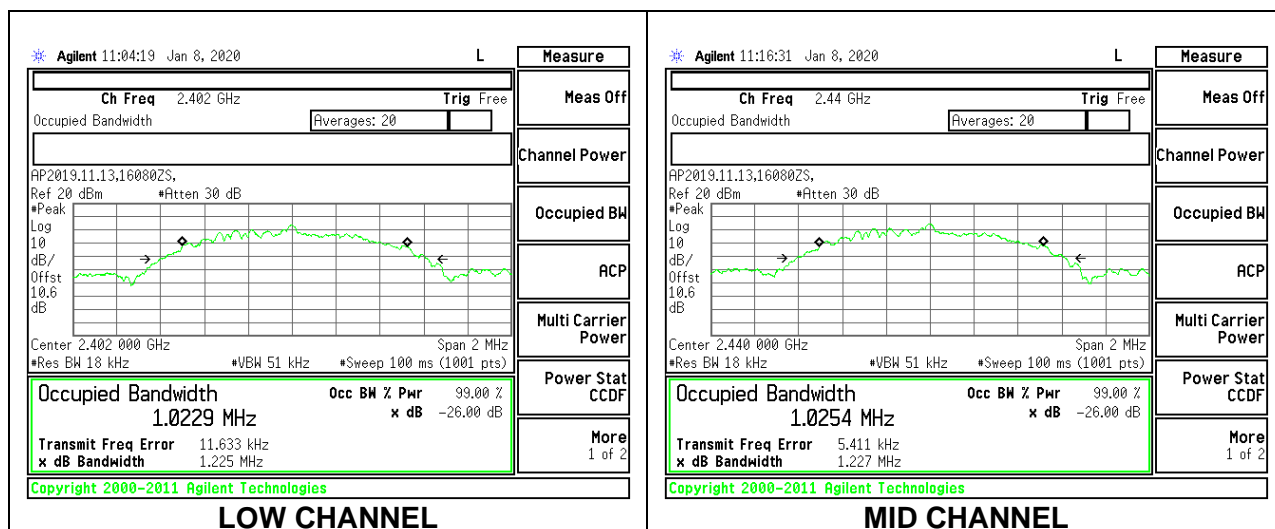 Agilent 11:04:19 Jan 8, 2020 L
Measure
Ch Freq 2.402 GHz Trig Free
Occupied Bandwidth Averages: 20
AP2019.11.13,16080ZS,
Ref 20 dBm #Atten 30 dB
#Peak
Log
10
dB/
Offst
10.6
dB
Center 2.402 000 GHz Span 2 MHz
#Res BW 18 kHz #VBW 51 kHz #Sweep 100 ms (1001 pts)
Occupied Bandwidth Occ BW % Pwr 99.00 %
1.0229 MHz x dB -26.00 dB
Transmit Freq Error 11.633 kHz
x dB Bandwidth 1.225 MHz
Copyright 2000-2011 Agilent Technologies
Meas Off
Channel Power
Occupied BW
ACP
Multi Carrier
Power
Power Stat
CCDF
More
1 of 2
LOW CHANNEL
Agilent 11:16:31 Jan 8, 2020 L
Measure
Ch Freq 2.44 GHz Trig Free
Occupied Bandwidth Averages: 20
AP2019.11.13,16080ZS,
Ref 20 dBm #Atten 30 dB
#Peak
Log
10
dB/
Offst
10.6
dB
Center 2.440 000 GHz Span 2 MHz
#Res BW 18 kHz #VBW 51 kHz #Sweep 100 ms (1001 pts)
Occupied Bandwidth Occ BW % Pwr 99.00 %
1.0254 MHz x dB -26.00 dB
Transmit Freq Error 5.411 kHz
x dB Bandwidth 1.227 MHz
Copyright 2000-2011 Agilent Technologies
Meas Off
Channel Power
Occupied BW
ACP
Multi Carrier
Power
Power Stat
CCDF
More
1 of 2
MID CHANNEL